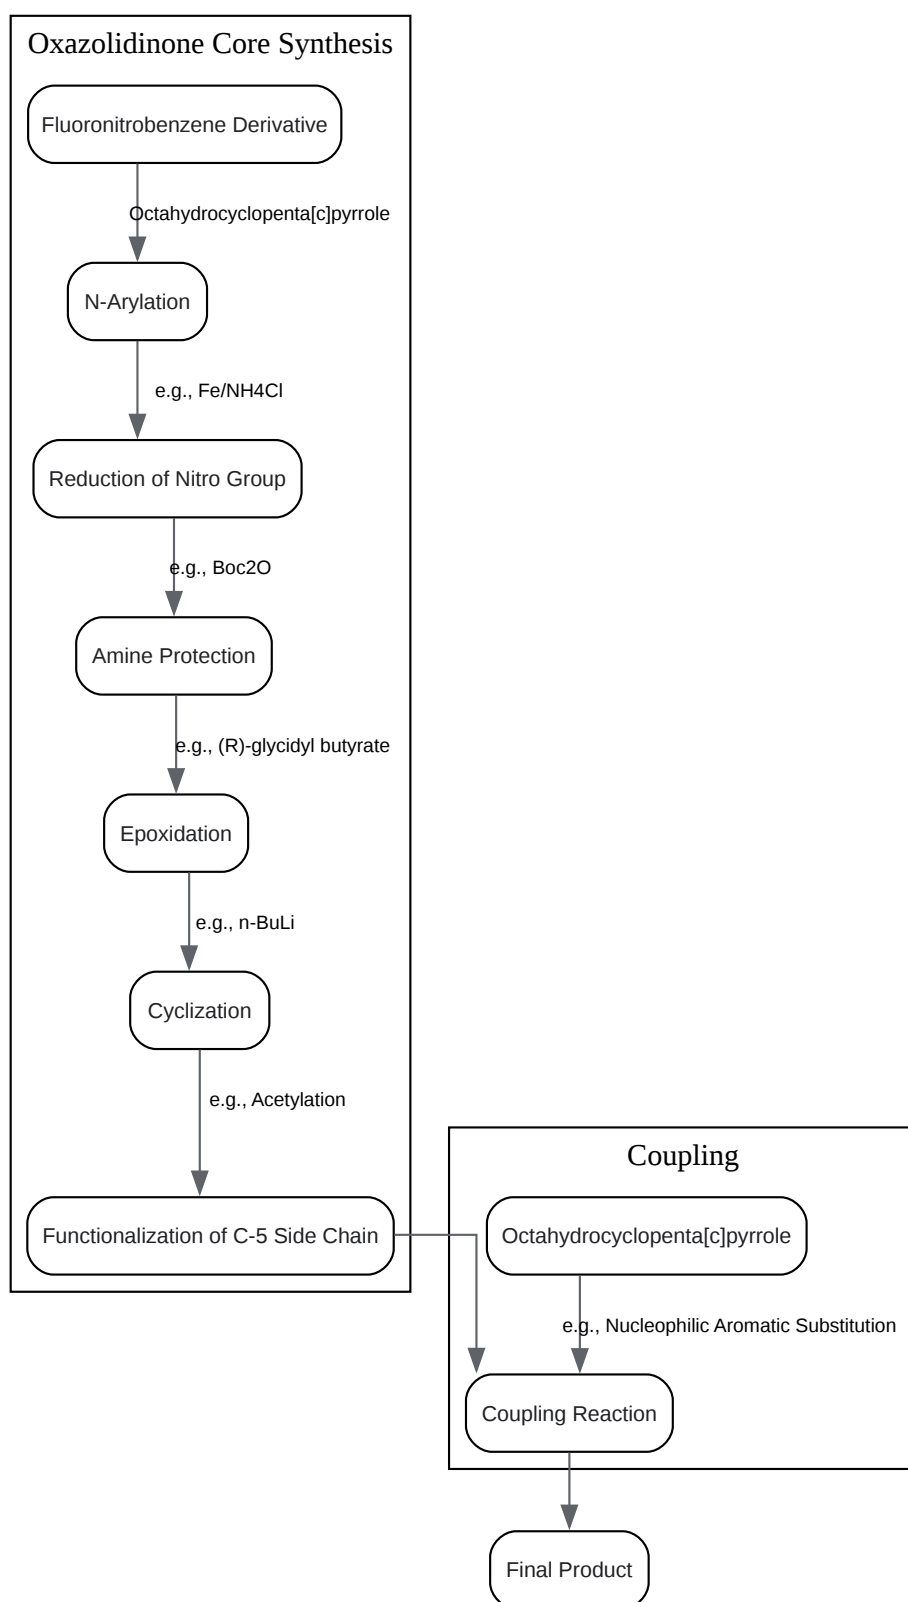 Oxazolidinone Core Synthesis
Fluoronitrobenzene Derivative
Octahydrocyclopenta[c]pyrrole
N-Arylation
e.g., Fe/NH4Cl
Reduction of Nitro Group
e.g., Boc2O
Amine Protection
e.g., (R)-glycidyl butyrate
Epoxidation
e.g., n-BuLi
Cyclization
e.g., Acetylation
Functionalization of C-5 Side Chain
Coupling
Octahydrocyclopenta[c]pyrrole
e.g., Nucleophilic Aromatic Substitution
Coupling Reaction
Final Product